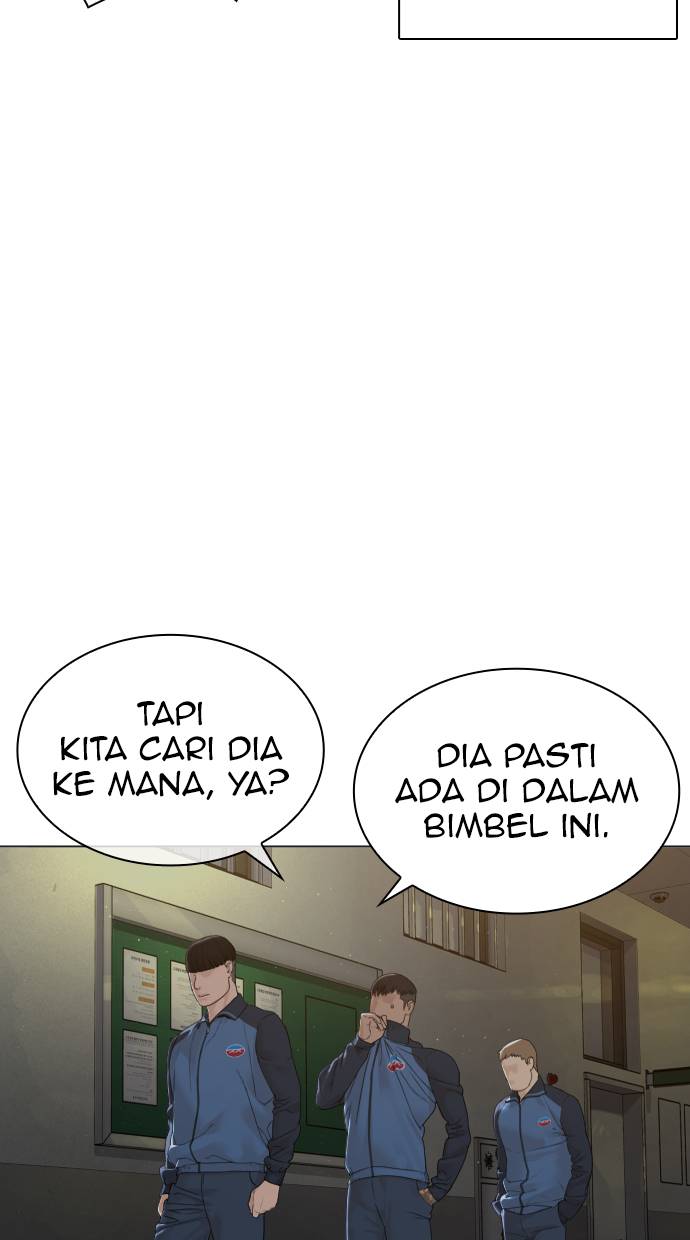 TAPI
KITA CARI DIA
KE MANA, YA?
DIA PASTI
ADA DI DALAM
BIMBEL INI.